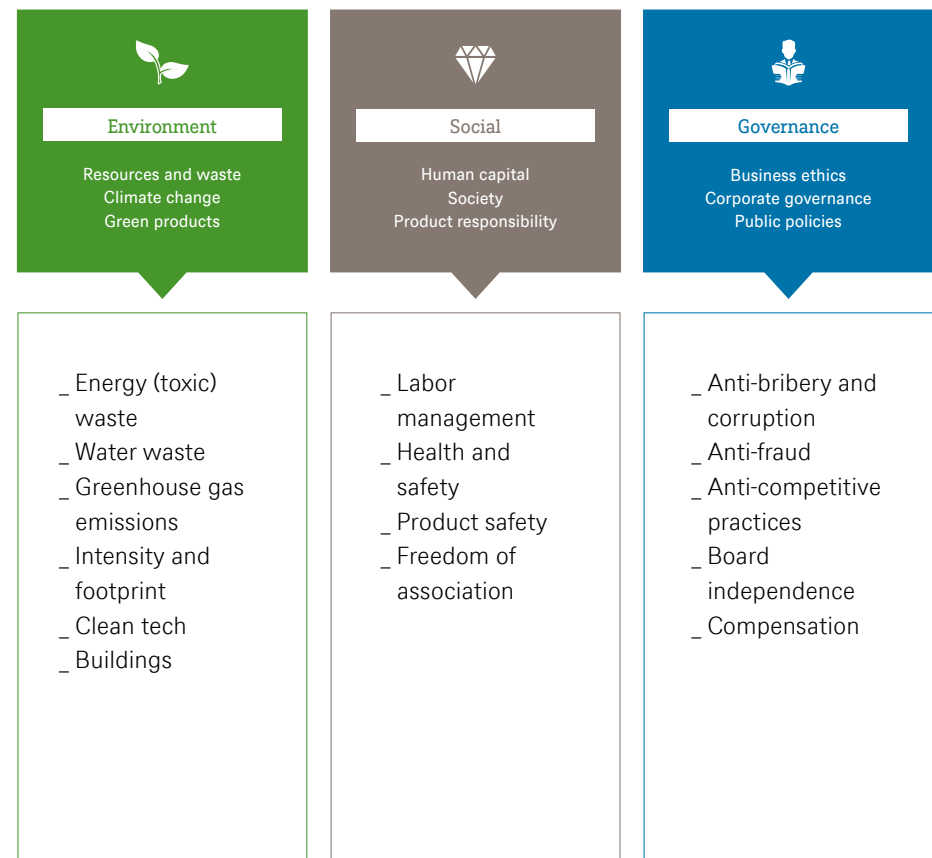 Environment
Resources and waste
Climate change
Green products
_ Energy (toxic)
waste
_ Water waste
_ Greenhouse gas
emissions
_ Intensity and
footprint
_ Clean tech
_ Buildings
Social
Human capital
Society
Product responsibility
_ Labor
management
_ Health and
safety
_ Product safety
_ Freedom of
association
Governance
Business ethics
Corporate governance
Public policies
_ Anti-bribery and
corruption
_ Anti-fraud
_ Anti-competitive
practices
_ Board
independence
_ Compensation